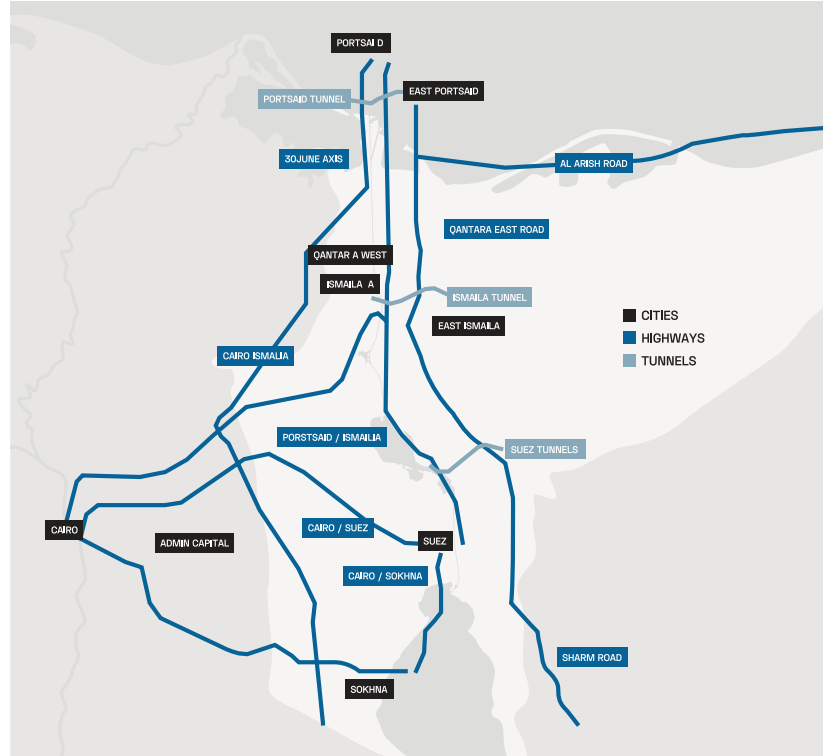 PORTSAI D
EAST PORTSAID
PORTSAID TUNNEL
30JUNE AXIS
AL ARISH ROAD
QANTARA EAST ROAD
QANTAR A WEST
ISMAILA A
ISMAILA TUNNEL
EAST ISMAILA
CITIES
HIGHWAYS
TUNNELS
CAIRO ISMALIA
PORSTSAID / ISMAILIA
SUEZ TUNNELS
CAIRO
ADMIN CAPITAL
CAIRO / SUEZ
SUEZ
CAIRO / SOKHNA
SHARM ROAD
SOKHNA